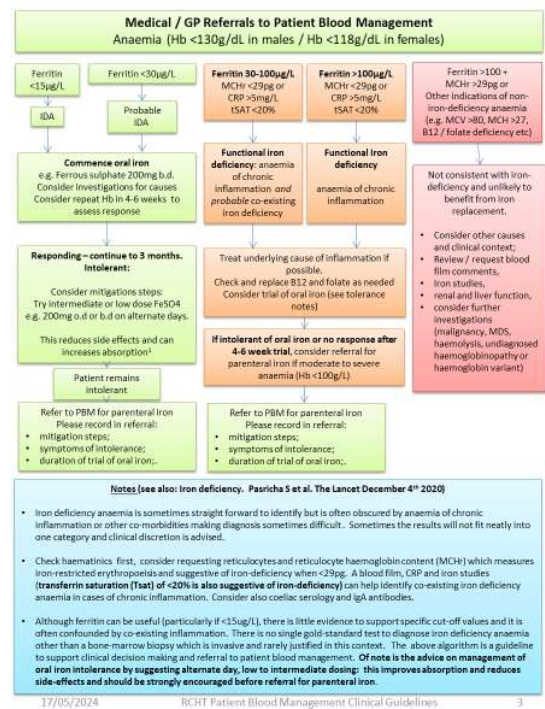 Medical / GP Referrals to Patient Blood Management
Anaemia (Hb <130g/dL in males / Hb <118g/dL in females)
Ferritin
<15µg/L
Ferritin <30µg/L
IDA
Probable
IDA
Commence oral iron
e.g. Ferrous sulphate 200mg b.d.
Consider investigations for causes
Consider repeat Hb in 4-6 weeks to
assess response
Responding – continue to 3 months.
Intolerant:
Consider mitigations steps:
Try intermediate or low dose FeSO4
e.g. 200mg o.d or b.d on alternate days.
This reduces side effects and can
increases absorption¹
Patient remains
intolerant
Refer to PBM for parenteral iron
Please record in referral:
• mitigation steps;
• symptoms of intolerance;
• duration of trial of oral iron;.
Ferritin 30-100µg/L
MCHr <29pg or
CRP >5mg/L
tSAT <20%
Ferritin >100µg/L
MCHr <29pg or
CRP >5mg/L
tSAT <20%
Functional iron
deficiency: anaemia
of chronic
inflammation and
probable co-existing
iron deficiency
Functional iron
deficiency
anaemia of chronic
inflammation
Treat underlying cause of inflammation if
possible.
Check and replace B12 and folate as needed
Consider trial of oral iron (see tolerance
notes)
If intolerant of oral iron or no response after
4-6 week trial, consider referral for
parenteral iron if moderate to severe
anaemia (Hb <100g/L)
Refer to PBM for parenteral iron
Please record in referral:
• mitigation steps;
• symptoms of intolerance;
• duration of trial of oral iron;.
Ferritin >100 +
MCHr >29pg or
Other indications of non-
iron-deficiency anaemia
(e.g. MCV >80, MCH >27,
B12 / folate deficiency etc)
Not consistent with iron-
deficiency and unlikely to
benefit from iron
replacement.
• Consider other causes
and clinical context;
• Review / request blood
film comments,
• Iron studies,
• renal and liver function,
• consider further
investigations
(malignancy, MDS,
haemolysis, undiagnosed
haemoglobinopathy or
haemoglobin variant)
Notes (see also: Iron deficiency. Pasricha S et al. The Lancet December 4th 2020)
• Iron deficiency anaemia is sometimes straight forward to identify but is often obscured by anaemia of chronic
inflammation or other co-morbidities making diagnosis sometimes difficult. Sometimes the results will not fit neatly into
one category and clinical discretion is advised.
• Check haematinics first, consider requesting reticulocytes and reticulocyte haemoglobin content (MCHr) which measures
iron-restricted erythropoeisis and suggestive of iron-deficiency when <29pg. A blood film, CRP and iron studies
(transferrin saturation (Tsat) of <20% is also suggestive of iron-deficiency) can help identify co-existing iron deficiency
anaemia in cases of chronic inflammation. Consider also coeliac serology and IgA antibodies.
• Although ferritin can be useful (particularly if <15ug/L), there is little evidence to support specific cut-off values and it is
often confounded by co-existing inflammation. There is no single gold-standard test to diagnose iron deficiency anaemia
other than a bone-marrow biopsy which is invasive and rarely justified in this context. The above algorithm is a guideline
to support clinical decision making and referral to patient blood management. Of note is the advice on management of
oral iron intolerance by suggesting alternate day, low to intermediate dosing: this improves absorption and reduces
side-effects and should be strongly encouraged before referral for parenteral iron.
17/05/2024
RCHT Patient Blood Management Clinical Guidelines
3